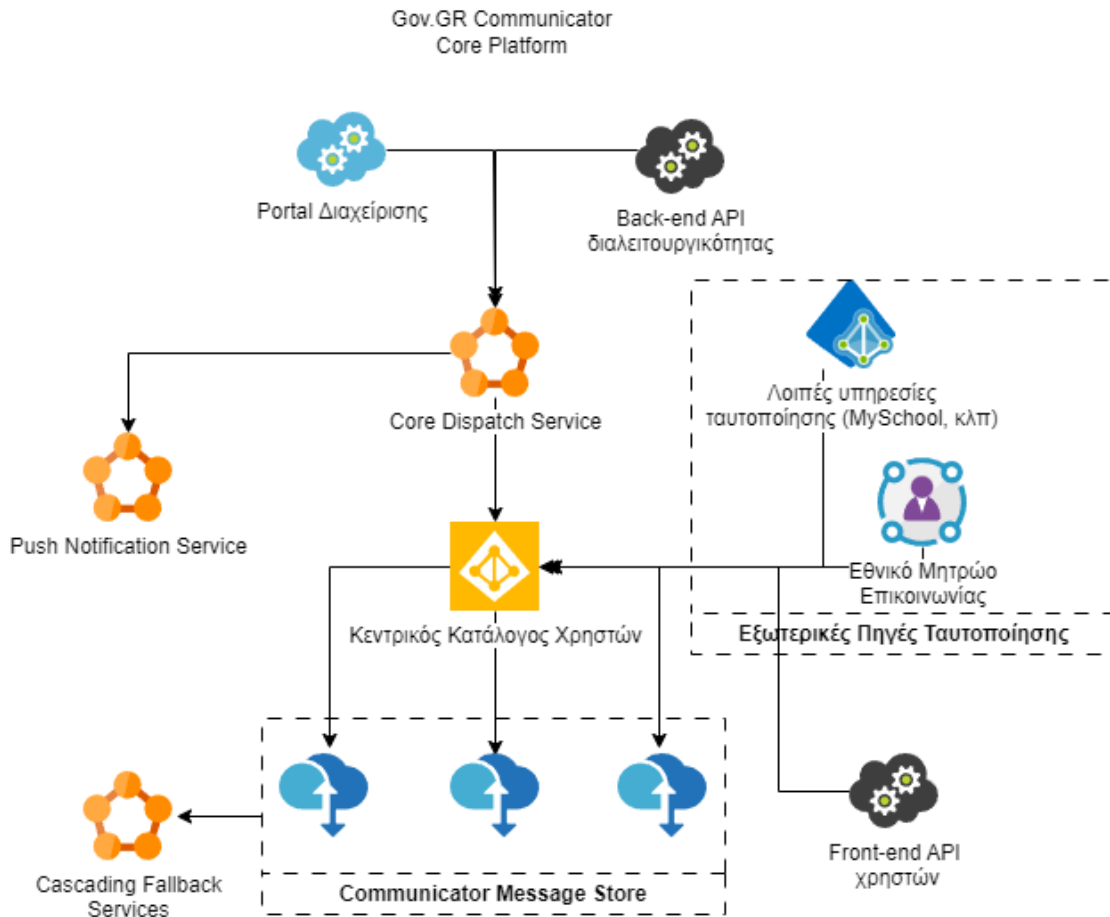 Gov.GR Communicator
Core Platform
Portal Διαχείρισης
Back-end API
διαλειτουργικότητας
Core Dispatch Service
Λοιπές υπηρεσίες
ταυτοποίησης (MySchool, κλπ)
Push Notification Service
Εθνικό Μητρώο
Επικοινωνίας
Κεντρικός Κατάλογος Χρηστών
Εξωτερικές Πηγές Ταυτοποίησης
Cascading Fallback
Services
Communicator Message Store
Front-end API
χρηστών